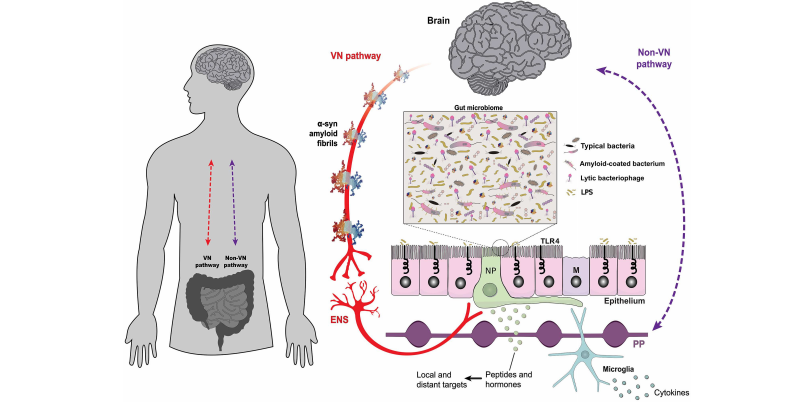 Brain
VN pathway
Non-VN
pathway
α-syn
amyloid
fibrils
Gut microbiome
Typical bacteria
Amyloid-coated bacterium
Lytic bacteriophage
LPS
VN
pathway
Non-VN
pathway
TLR4
NP
M
Epithelium
ENS
PP
Local and
distant targets
Peptides and
hormones
Microglia
Cytokines